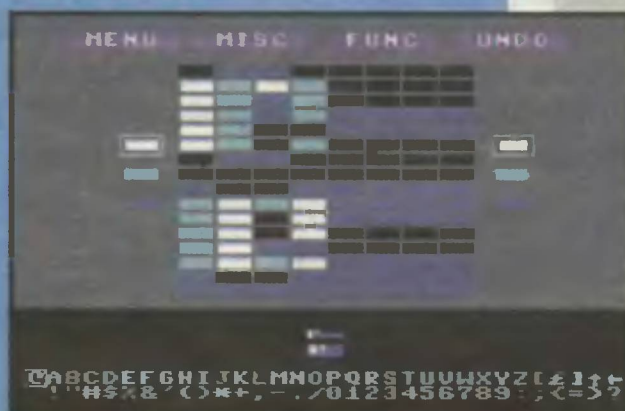 MENU MISC FUNC UNDO
@ABCDEFGHIJKLMNOPQRSTUVWXYZ[£]↑←
!"#$%&'()*+,-./0123456789:;<=>?